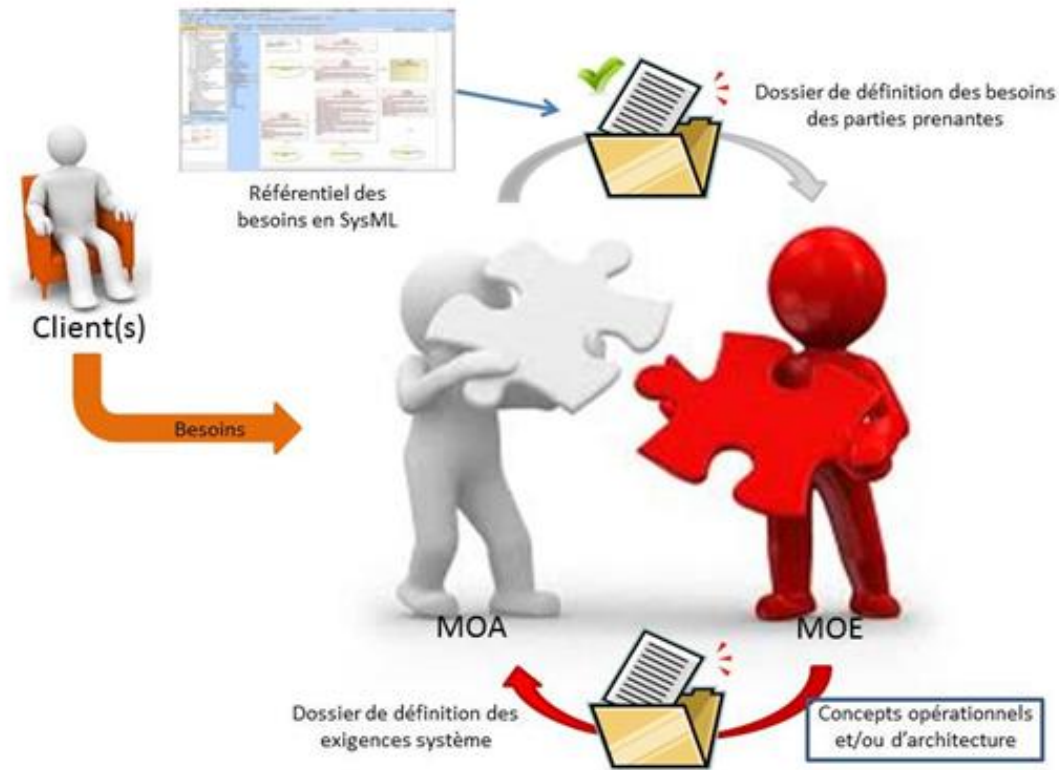 Dossier de définition des besoins
des parties prenantes
Référentiel des
besoins en SysML
Client(s)
Besoins
MOA
MOE
Dossier de définition des
exigences système
Concepts opérationnels
et/ou d'architecture